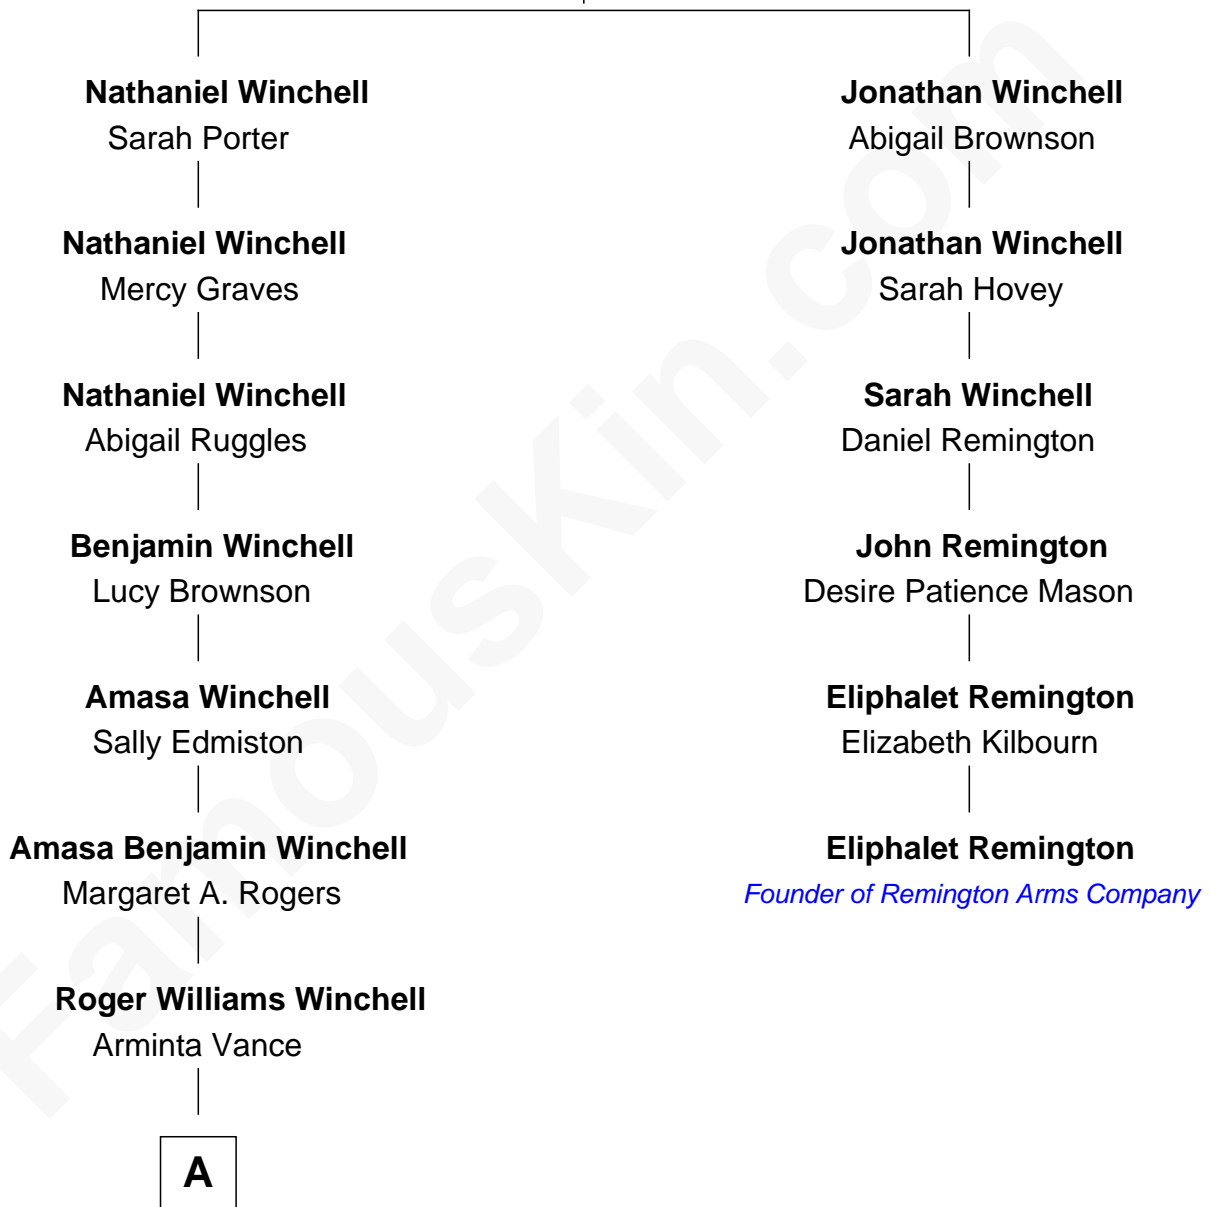 Nathaniel Winchell
Sarah Porter
Nathaniel Winchell
Mercy Graves
Nathaniel Winchell
Abigail Ruggles
Benjamin Winchell
Lucy Brownson
Amasa Winchell
Sally Edmiston
Amasa Benjamin Winchell
Margaret A. Rogers
Roger Williams Winchell
Arminta Vance
A
Jonathan Winchell
Abigail Brownson
Jonathan Winchell
Sarah Hovey
Sarah Winchell
Daniel Remington
John Remington
Desire Patience Mason
Eliphalet Remington
Elizabeth Kilbourn
Eliphalet Remington
Founder of Remington Arms Company
FamousKin.com